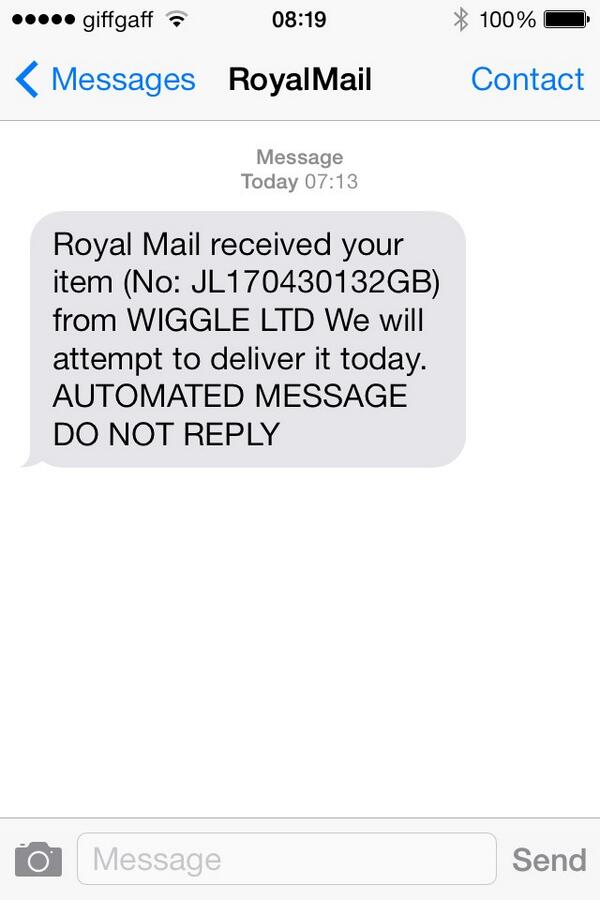 giffgaff 08:19 100%
Messages RoyalMail Contact
Message
Today 07:13
Royal Mail received your
item (No: JL170430132GB)
from WIGGLE LTD We will
attempt to deliver it today.
AUTOMATED MESSAGE
DO NOT REPLY
Message Send